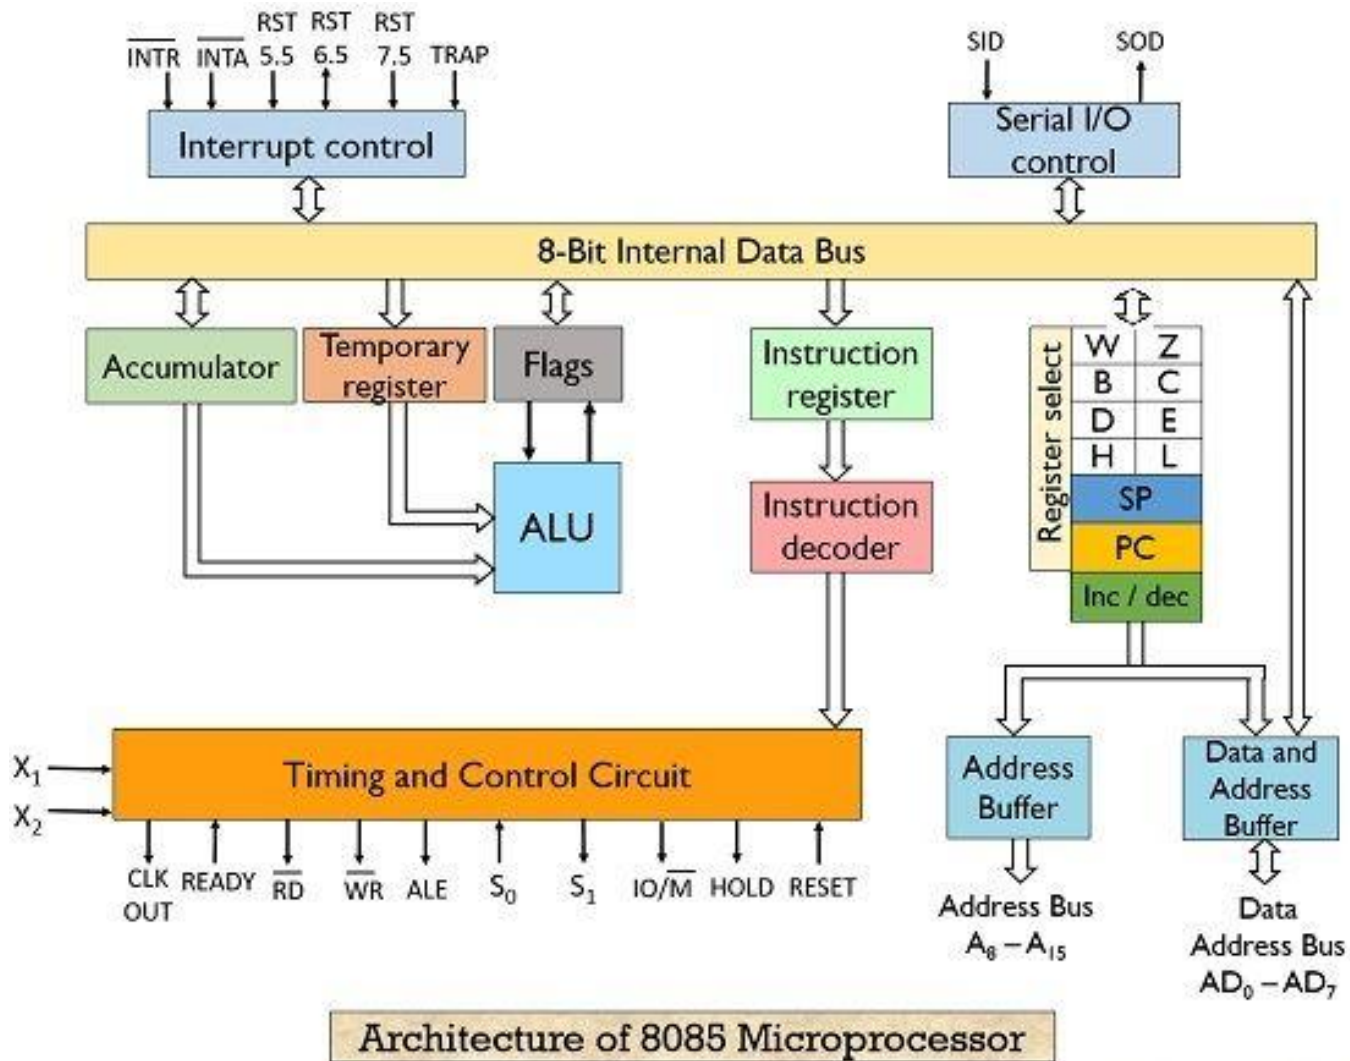 RST RST RST
INTR INTA 5.5 6.5 7.5 TRAP
SID SOD
Interrupt control
Serial I/O
control
8-Bit Internal Data Bus
Accumulator
Temporary
register
Flags
ALU
Instruction
register
Instruction
decoder
Register select
W Z
B C
D E
H L
SP
PC
Inc / dec
X₁
X₂
Timing and Control Circuit
CLK
OUT
READY
RD
WR
ALE
S₀
S₁
IO/M
HOLD
RESET
Address
Buffer
Data and
Address
Buffer
Address Bus
A₈ – A₁₅
Data
Address Bus
AD₀ – AD₇
Architecture of 8085 Microprocessor